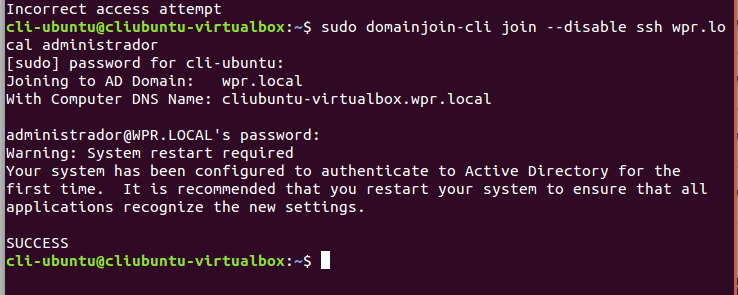 Incorrect access attempt
cli-ubuntu@cliubuntu-virtualbox:~$ sudo domainjoin-cli join --disable ssh wpr.lo
cal administrador
[sudo] password for cli-ubuntu:
Joining to AD Domain:   wpr.local
With Computer DNS Name: cliubuntu-virtualbox.wpr.local

administrador@WPR.LOCAL's password:
Warning: System restart required
Your system has been configured to authenticate to Active Directory for the
first time.  It is recommended that you restart your system to ensure that all
applications recognize the new settings.

SUCCESS
cli-ubuntu@cliubuntu-virtualbox:~$